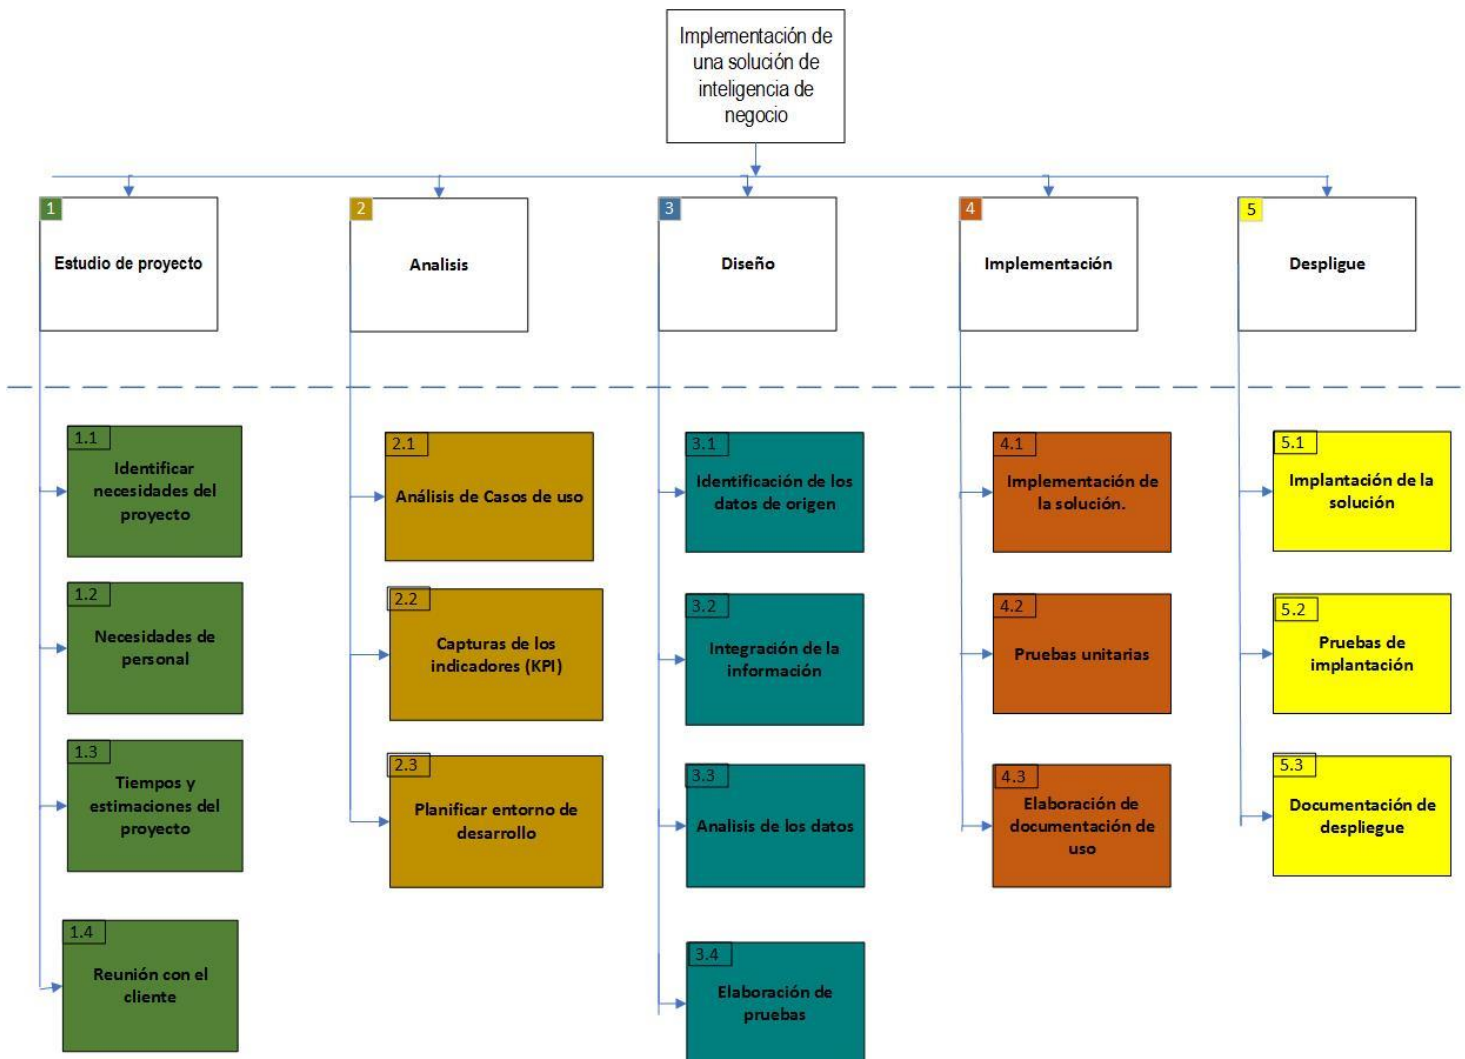 Implementación de
una solución de
inteligencia de
negocio
1
Estudio de proyecto
2
Analisis
3
Diseño
4
Implementación
5
Despligue
1.1
Identificar
necesidades del
proyecto
1.2
Necesidades de
personal
1.3
Tiempos y
estimaciones del
proyecto
1.4
Reunión con el
cliente
2.1
Análisis de Casos de uso
2.2
Capturas de los
indicadores (KPI)
2.3
Planificar entorno de
desarrollo
3.1
Identificación de los
datos de origen
3.2
Integración de la
información
3.3
Analisis de los datos
3.4
Elaboración de
pruebas
4.1
Implementación de
la solución.
4.2
Pruebas unitarias
4.3
Elaboración de
documentación de
uso
5.1
Implantación de la
solución
5.2
Pruebas de
implantación
5.3
Documentación de
despliegue